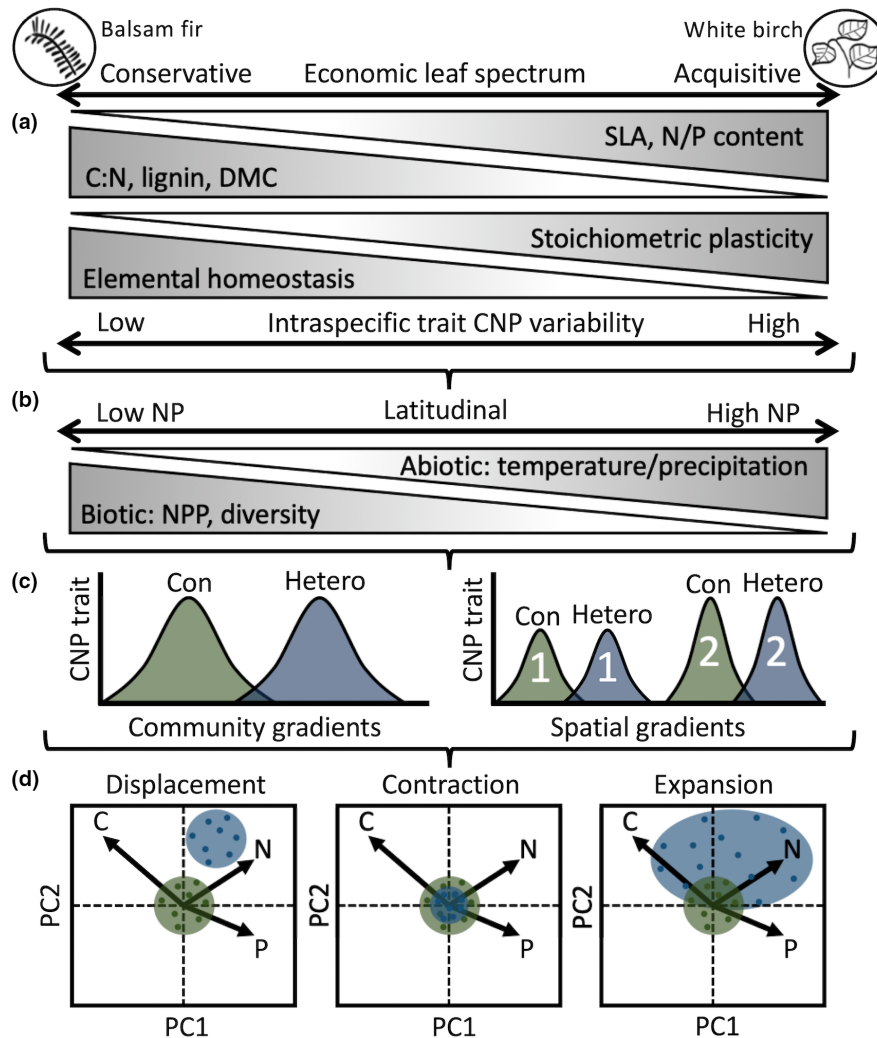 Balsam fir
White birch
Conservative Economic leaf spectrum Acquisitive
(a)
SLA, N/P content
C:N, lignin, DMC
Stoichiometric plasticity
Elemental homeostasis
Low Intraspecific trait CNP variability High
(b)
Low NP Latitudinal High NP
Abiotic: temperature/precipitation
Biotic: NPP, diversity
(c)
CNP trait
Con Hetero
Community gradients
CNP trait
Con Hetero Con Hetero
1 1 2 2
Spatial gradients
(d)
Displacement Contraction Expansion
C N P
PC2
PC1
C N P
PC2
PC1
C N P
PC2
PC1